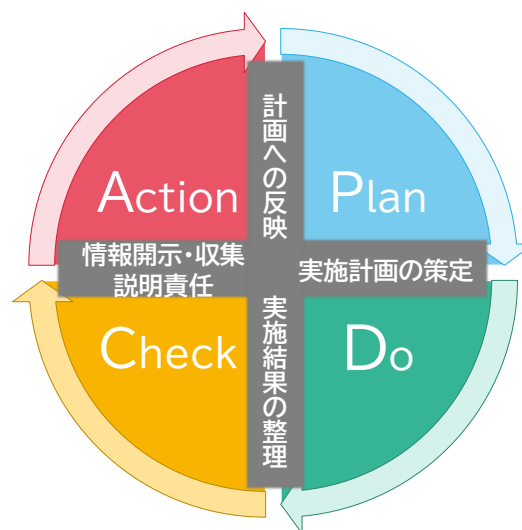 計画への反映
Action
Plan
情報開示・収集
説明責任
実施計画の策定
Check
Do
実施結果の整理